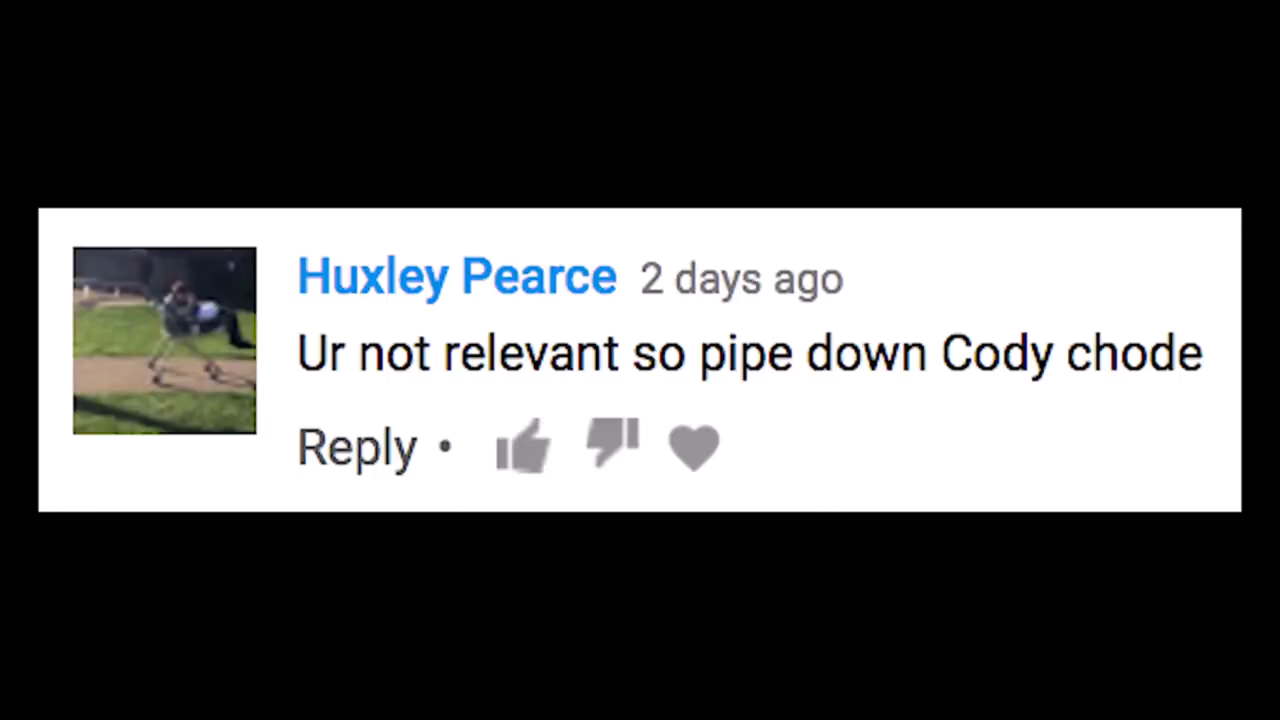 Huxley Pearce 2 days ago
Ur not relevant so pipe down Cody chode
Reply •